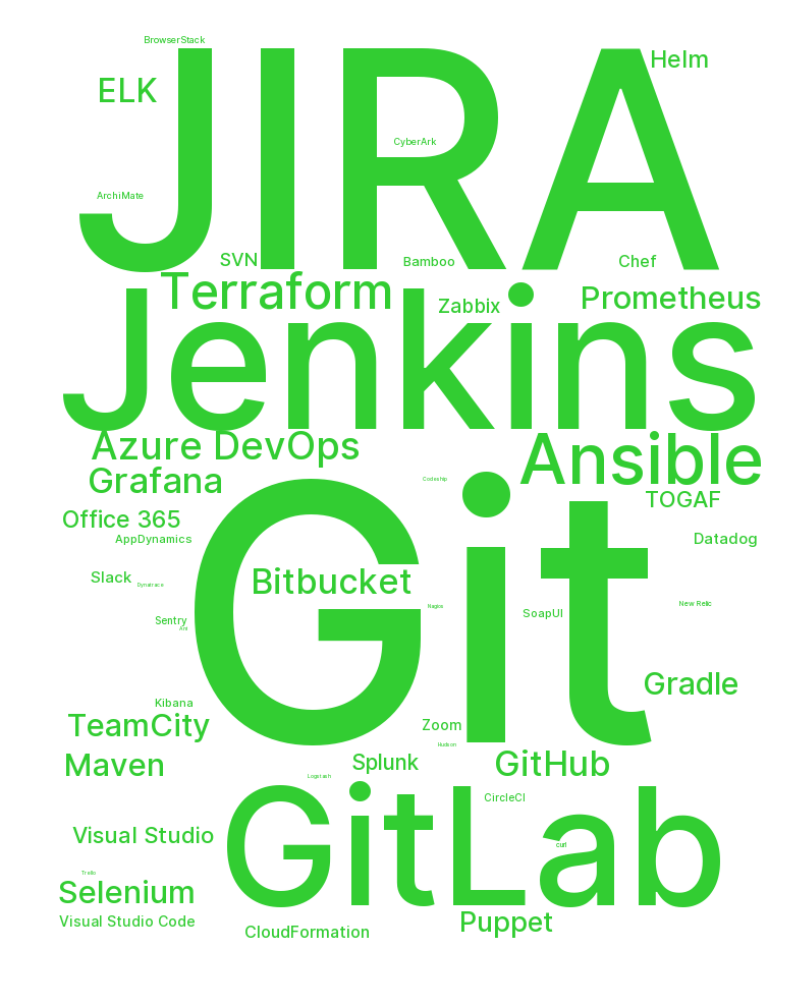 BrowserStack
JIRA
Helm
ELK
CyberArk
ArchiMate
SVN
Bamboo
Chef
Terraform
Zabbix
Prometheus
Jenkins
Azure DevOps
Ansible
Grafana
Codeship
TOGAF
Git
Office 365
AppDynamics
Datadog
Slack
Bitbucket
Dynatrace
Nagios
New Relic
SoapUI
Sentry
Gradle
Kibana
TeamCity
Zoom
Hudson
Maven
Splunk
GitHub
Logstash
GitLab
CircleCI
Visual Studio
curl
Trello
Selenium
Visual Studio Code
Puppet
CloudFormation